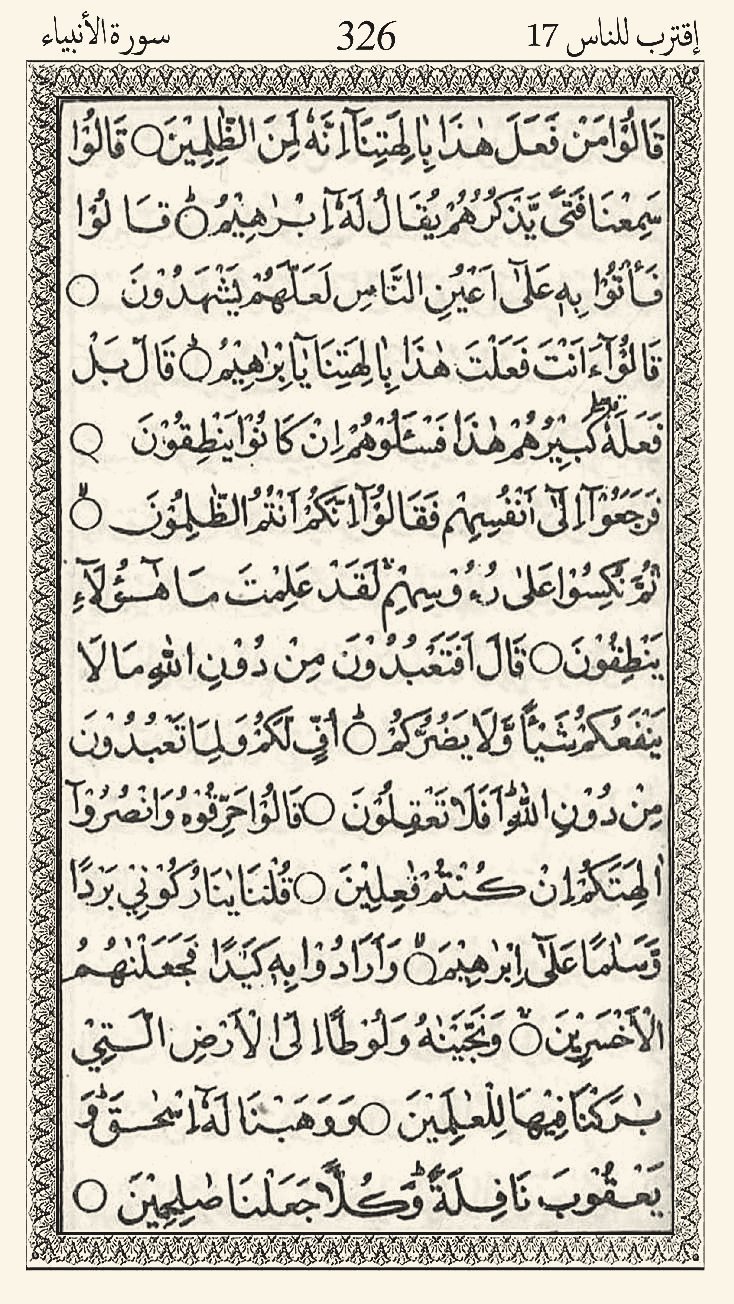 إقترب للناس 17 326 سورة الأنبياء
قَالُوْا مَنْ فَعَلَ هٰذَا بِاٰلِهَتِنَاۤ اِنَّهٗ لَمِنَ الظّٰلِمِيْنَ ○ قَالُوْا
سَمِعْنَا فَتًى يَّذْكُرُهُمْ يُقَالُ لَهٗۤ اِبْرٰهِيْمُ ؕ○ قَالُوْا
فَاْتُوْا بِهٖ عَلٰۤى اَعْيُنِ النَّاسِ لَعَلَّهُمْ يَشْهَدُوْنَ ○
قَالُوْۤا ءَاَنْتَ فَعَلْتَ هٰذَا بِاٰلِهَتِنَا يٰۤاِبْرٰهِيْمُ ؕ○ قَالَ بَلْ
فَعَلَهٗ ۖۗ كَبِيْرُهُمْ هٰذَا فَسْـَٔلُوْهُمْ اِنْ كَانُوْا يَنْطِقُوْنَ ○
فَرَجَعُوْۤا اِلٰۤى اَنْفُسِهِمْ فَقَالُوْۤا اِنَّكُمْ اَنْتُمُ الظّٰلِمُوْنَ ۙ○
ثُمَّ نُكِسُوْا عَلٰى رُءُوْسِهِمْ ۚ لَقَدْ عَلِمْتَ مَا هٰۤؤُلَآءِ
يَنْطِقُوْنَ ○ قَالَ اَفَتَعْبُدُوْنَ مِنْ دُوْنِ اللّٰهِ مَا لَا
يَنْفَعُكُمْ شَيْـًٔا وَّلَا يَضُرُّكُمْ ؕ○ اُفٍّ لَّكُمْ وَلِمَا تَعْبُدُوْنَ
مِنْ دُوْنِ اللّٰهِ ؕ اَفَلَا تَعْقِلُوْنَ ○ قَالُوْا حَرِّقُوْهُ وَانْصُرُوْۤا
اٰلِهَتَكُمْ اِنْ كُنْتُمْ فٰعِلِيْنَ ○ قُلْنَا يٰنَارُ كُوْنِيْ بَرْدًا
وَّسَلٰمًا عَلٰۤى اِبْرٰهِيْمَ ۙ○ وَاَرَادُوْا بِهٖ كَيْدًا فَجَعَلْنٰهُمُ
الْاَخْسَرِيْنَ ۚ○ وَنَجَّيْنٰهُ وَلُوْطًا اِلَى الْاَرْضِ الَّتِيْ
بٰرَكْنَا فِيْهَا لِلْعٰلَمِيْنَ ○ وَوَهَبْنَا لَهٗۤ اِسْحٰقَ ؕ وَ
يَعْقُوْبَ نَافِلَةً ؕ وَكُلًّا جَعَلْنَا صٰلِحِيْنَ ○